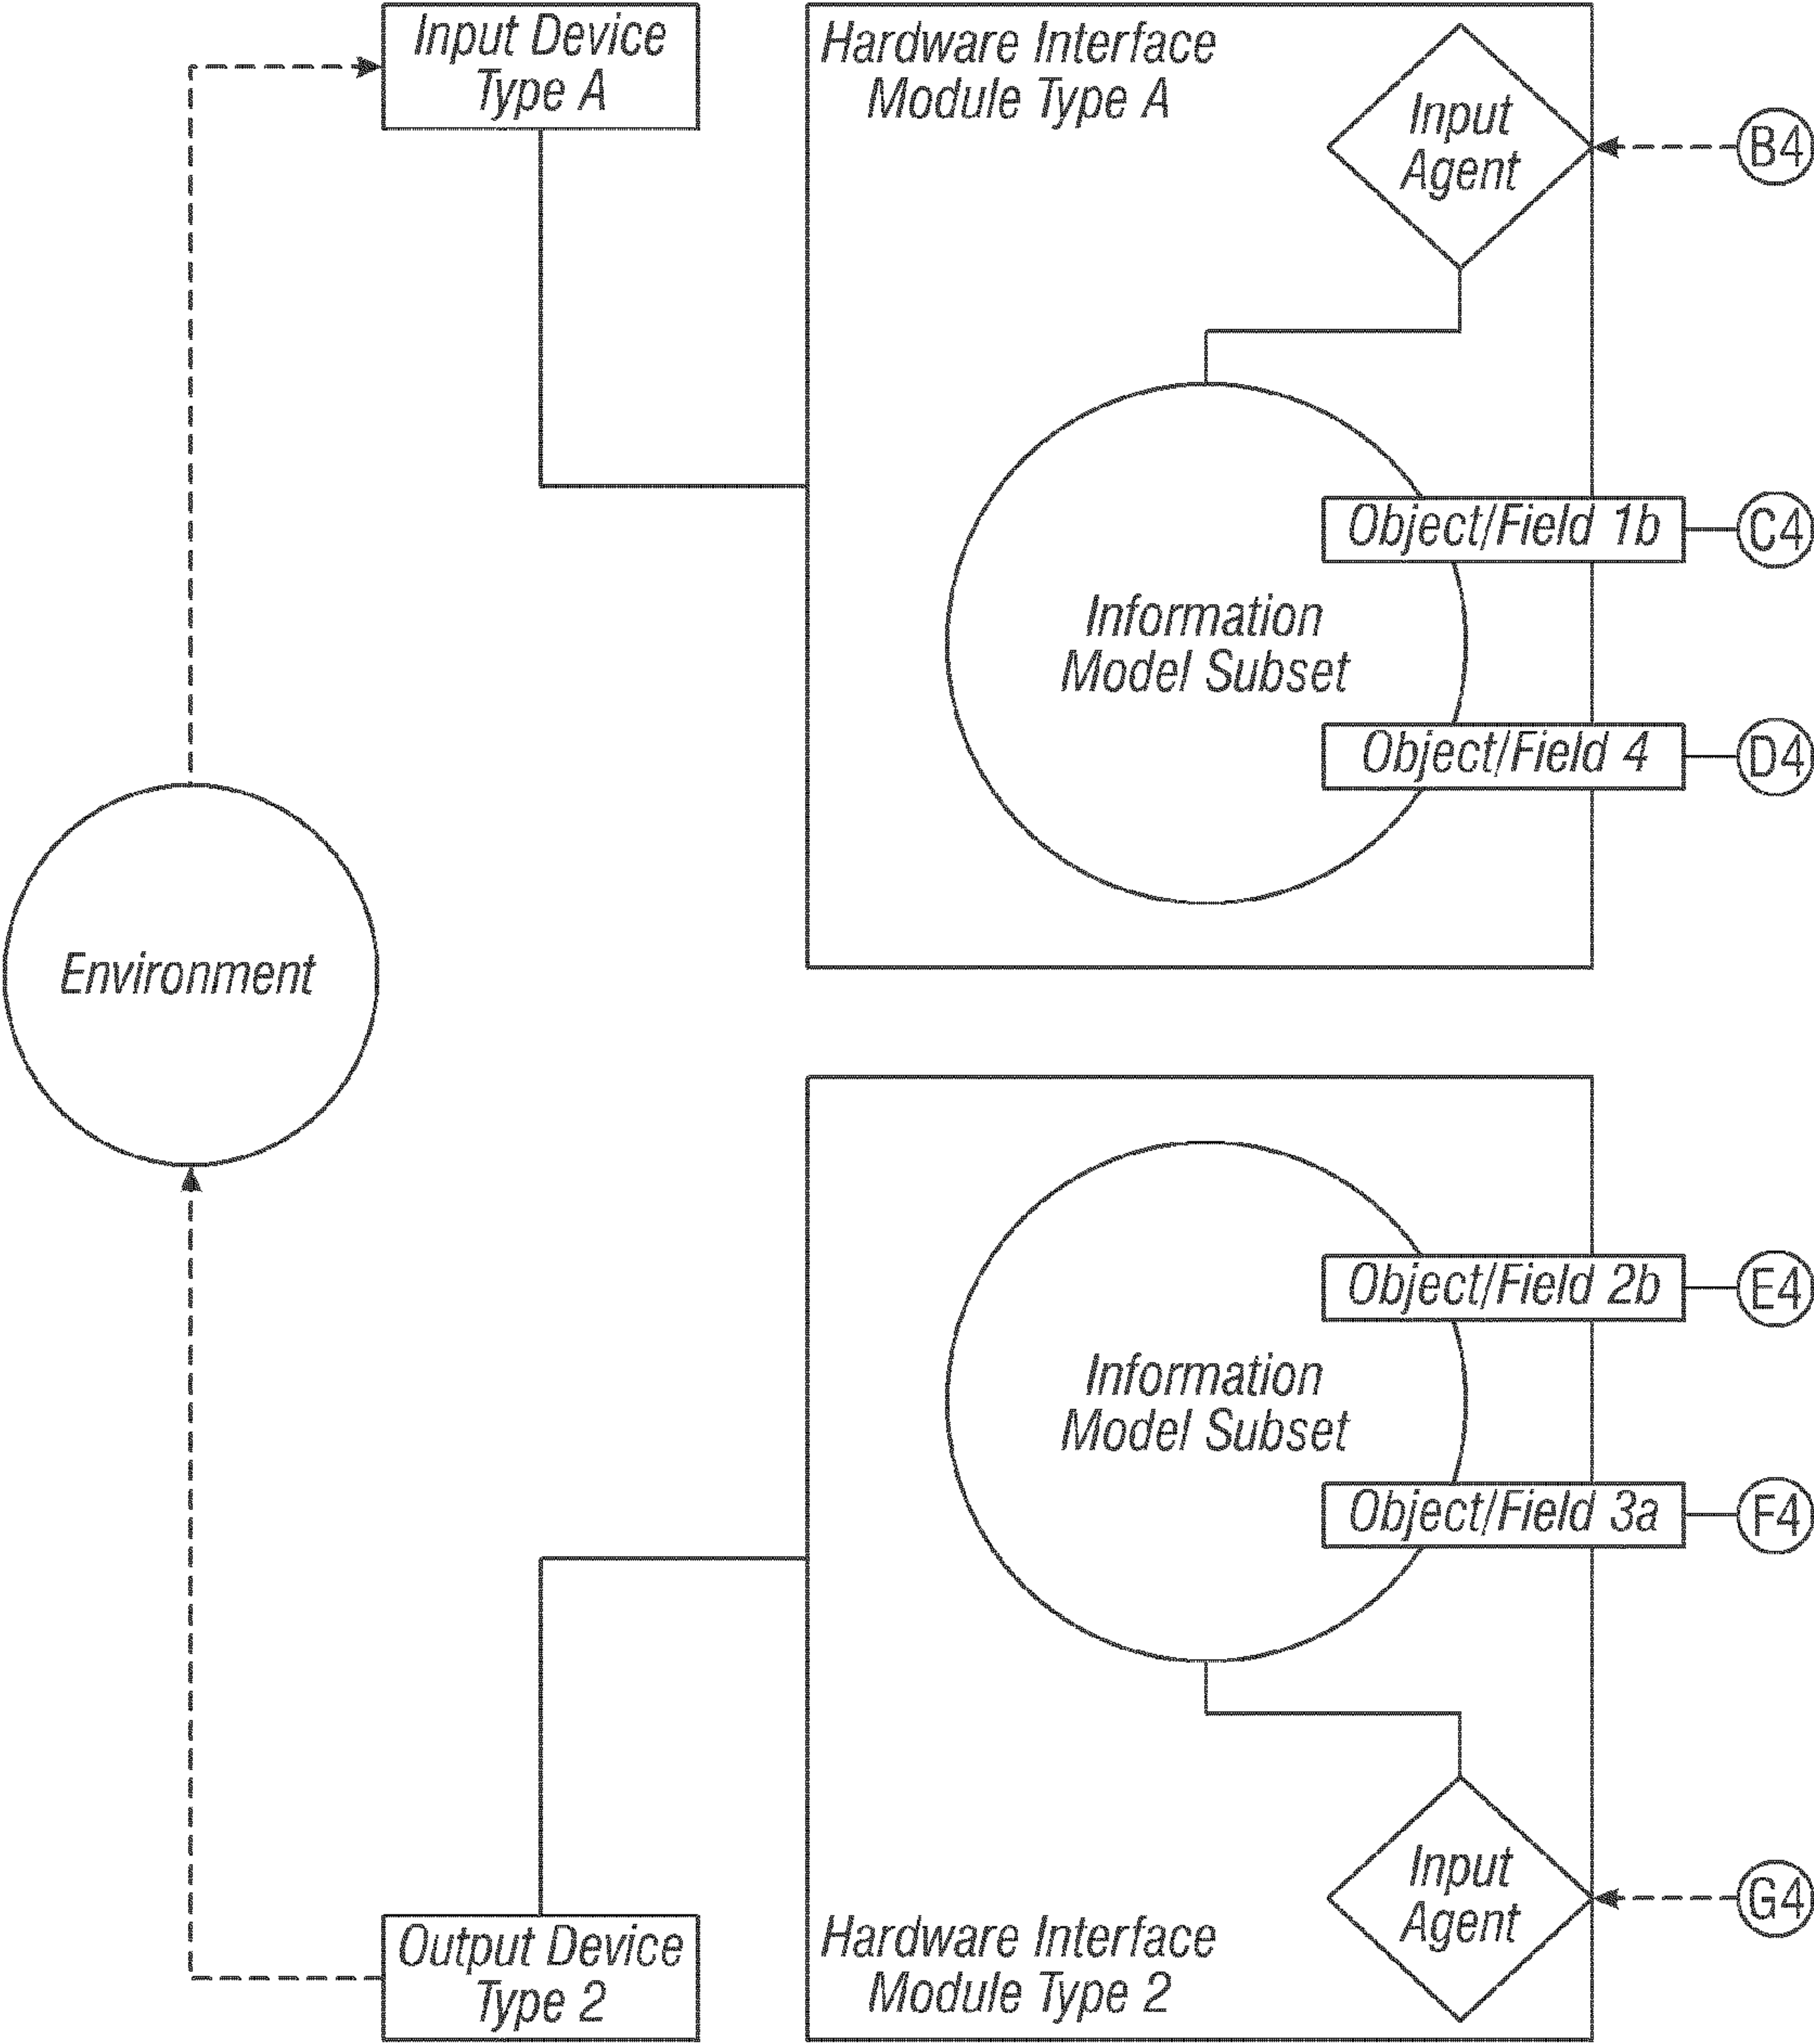 Input Device
Type A
Hardware Interface
Module Type A
Input
Agent
B4
Object/Field 1b
C4
Information
Model Subset
Object/Field 4
D4
Environment
Object/Field 2b
E4
Information
Model Subset
Object/Field 3a
F4
Input
Agent
G4
Output Device
Type 2
Hardware Interface
Module Type 2